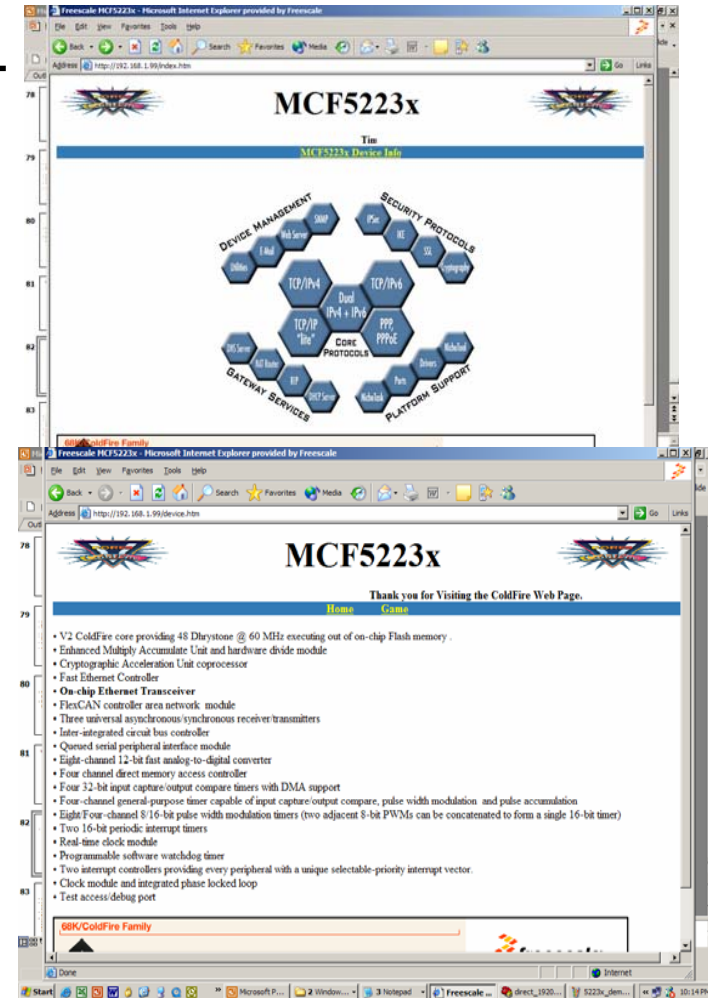 Freescale MCF5223x - Microsoft Internet Explorer provided by Freescale
File Edit View Favorites Tools Help
Back Search Favorites Media
Address http://192.168.1.99/index.htm Go Links
78
79
80
81
82
83
MCF5223x
Tim
MCF5223x Device Info
DEVICE MANAGEMENT
Utilities
E-Mail
Web Server
SNMP
SECURITY PROTOCOLS
IPSec
IKE
SSL
Cryptography
TCP/IPv4
TCP/IPv6
Dual IPv4 + IPv6
TCP/IP "lite"
PPP, PPPoE
CORE PROTOCOLS
GATEWAY SERVICES
DNS Server
NAT Router
RIP
DHCP Server
PLATFORM SUPPORT
NicheTask
Ports
Drivers
NicheTool
68K/ColdFire Family
Freescale MCF5223x - Microsoft Internet Explorer provided by Freescale
File Edit View Favorites Tools Help
Back Search Favorites Media
Address http://192.168.1.99/device.htm Go Links
78
79
80
81
82
83
MCF5223x
Thank you for Visiting the ColdFire Web Page.
Home Game
• V2 ColdFire core providing 48 Dhrystone @ 60 MHz executing out of on-chip Flash memory .
• Enhanced Multiply Accumulate Unit and hardware divide module
• Cryptographic Acceleration Unit coprocessor
• Fast Ethernet Controller
• On-chip Ethernet Transceiver
• FlexCAN controller area network module
• Three universal asynchronous/synchronous receiver/transmitters
• Inter-integrated circuit bus controller
• Queued serial peripheral interface module
• Eight-channel 12-bit fast analog-to-digital converter
• Four channel direct memory access controller
• Four 32-bit input capture/output compare timers with DMA support
• Four-channel general-purpose timer capable of input capture/output compare, pulse width modulation and pulse accumulation
• Eight/Four-channel 8/16-bit pulse width modulation timers (two adjacent 8-bit PWMs can be concatenated to form a single 16-bit timer)
• Two 16-bit periodic interrupt timers
• Real-time clock module
• Programmable software watchdog timer
• Two interrupt controllers providing every peripheral with a unique selectable-priority interrupt vector.
• Clock module and integrated phase locked loop
• Test access/debug port
68K/ColdFire Family
Done Internet
Start Microsoft P... 2 Window... 3 Notepad Freescale ... direct_1920... 5223x_dem... 10:14 PM